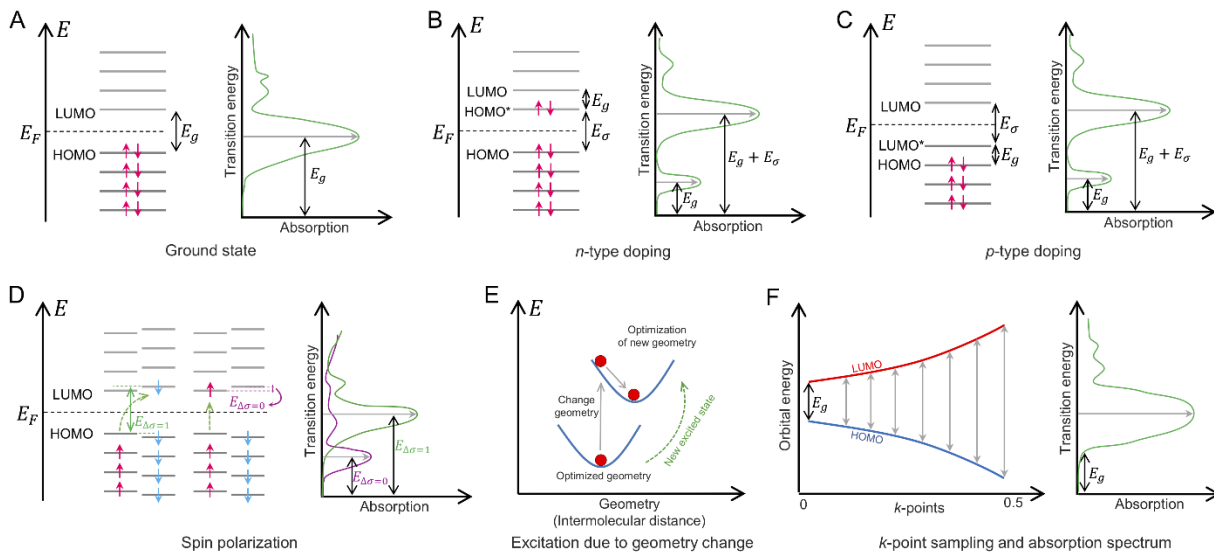 A
E
LUMO
E_F
HOMO
E_g
Transition energy
E_g
Absorption
Ground state
B
E
LUMO
HOMO*
E_F
HOMO
E_g
E_σ
Transition energy
E_g
E_g + E_σ
Absorption
n-type doping
C
E
LUMO
E_F
LUMO*
HOMO
E_σ
E_g
Transition energy
E_g
E_g + E_σ
Absorption
p-type doping
D
E
LUMO
E_F
HOMO
E_Δσ=1
E_Δσ=0
Transition energy
E_Δσ=1
E_Δσ=0
Absorption
Spin polarization
E
E
Optimization
of new geometry
Change
geometry
New excited state
Optimized geometry
Geometry
(Intermolecular distance)
Excitation due to geometry change
F
Orbital energy
LUMO
E_g
HOMO
0
k-points
0.5
Transition energy
E_g
Absorption
k-point sampling and absorption spectrum